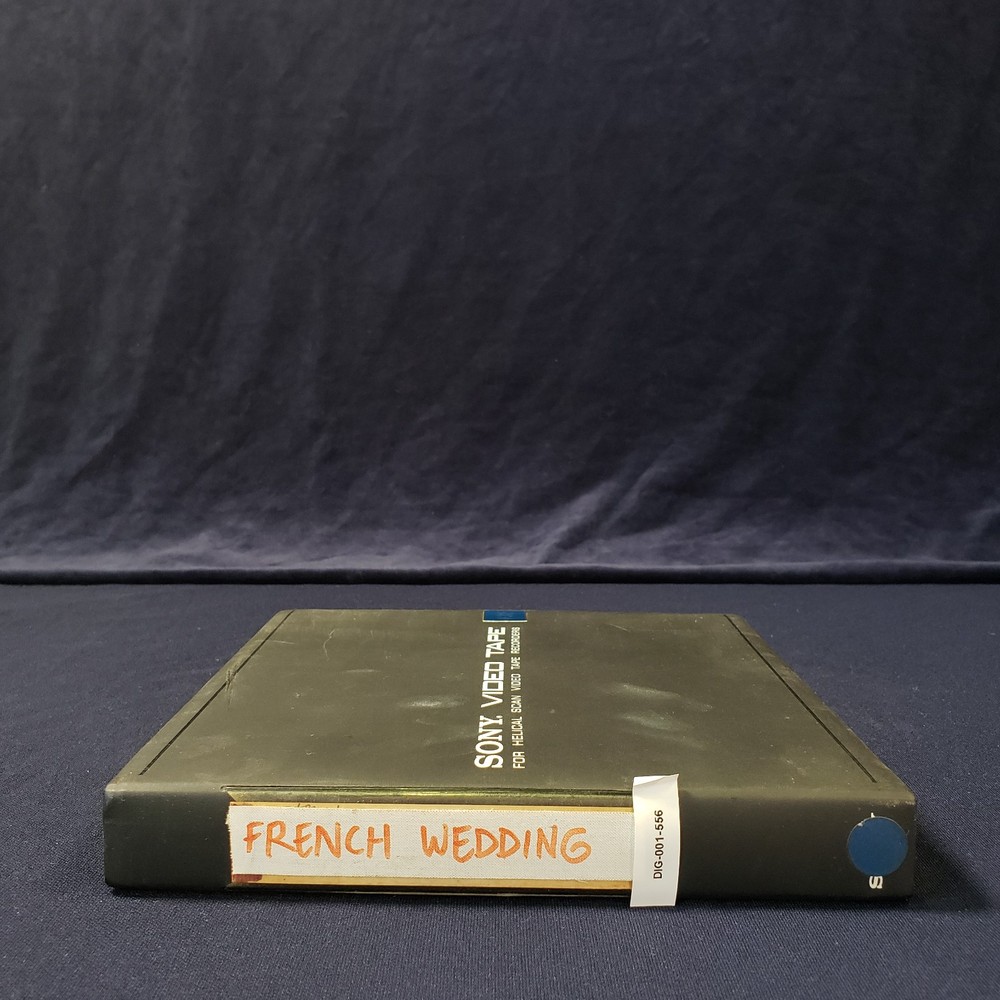 SONY. VIDEO TAPE
FOR HELICAL SCAN VIDEO TAPE RECORDERS
FRENCH WEDDING
DIG-001-556
S